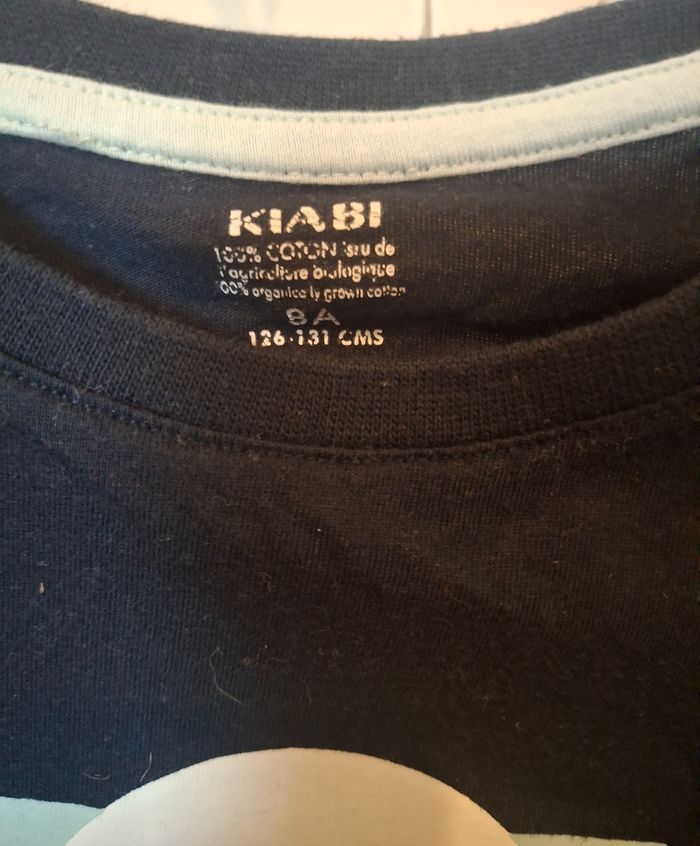 KIABI
100% COTON issu de
l'agriculture biologique
100% organically grown cotton
8A
126-131 CMS